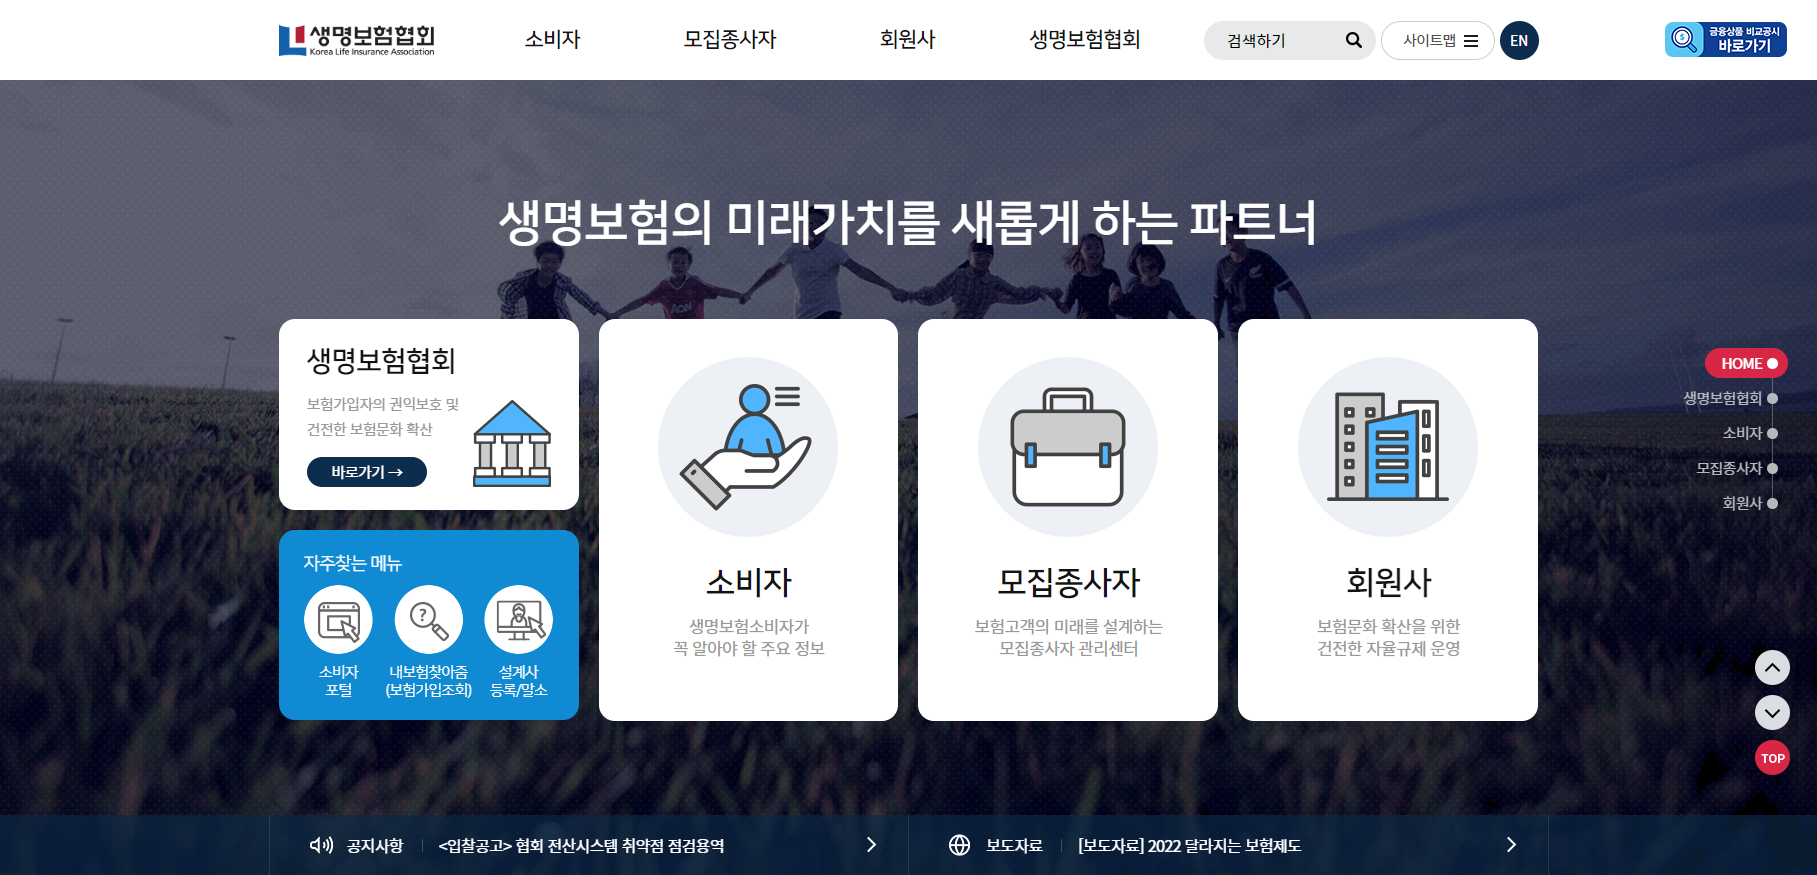 생명보험협회
Korea Life Insurance Association
소비자
모집종사자
회원사
생명보험협회
검색하기
사이트맵
EN
금융상품 비교공시
바로가기
생명보험의 미래가치를 새롭게 하는 파트너
AON
생명보험협회
보험가입자의 권익보호 및
건전한 보험문화 확산
바로가기 →
자주찾는 메뉴
소비자
포털
내보험찾아줌
(보험가입조회)
설계사
등록/말소
소비자
생명보험소비자가
꼭 알아야 할 주요 정보
모집종사자
보험고객의 미래를 설계하는
모집종사자 관리센터
회원사
보험문화 확산을 위한
건전한 자율규제 운영
HOME
생명보험협회
소비자
모집종사자
회원사
TOP
공지사항
<입찰공고> 협회 전산시스템 취약점 점검용역
보도자료
[보도자료] 2022 달라지는 보험제도